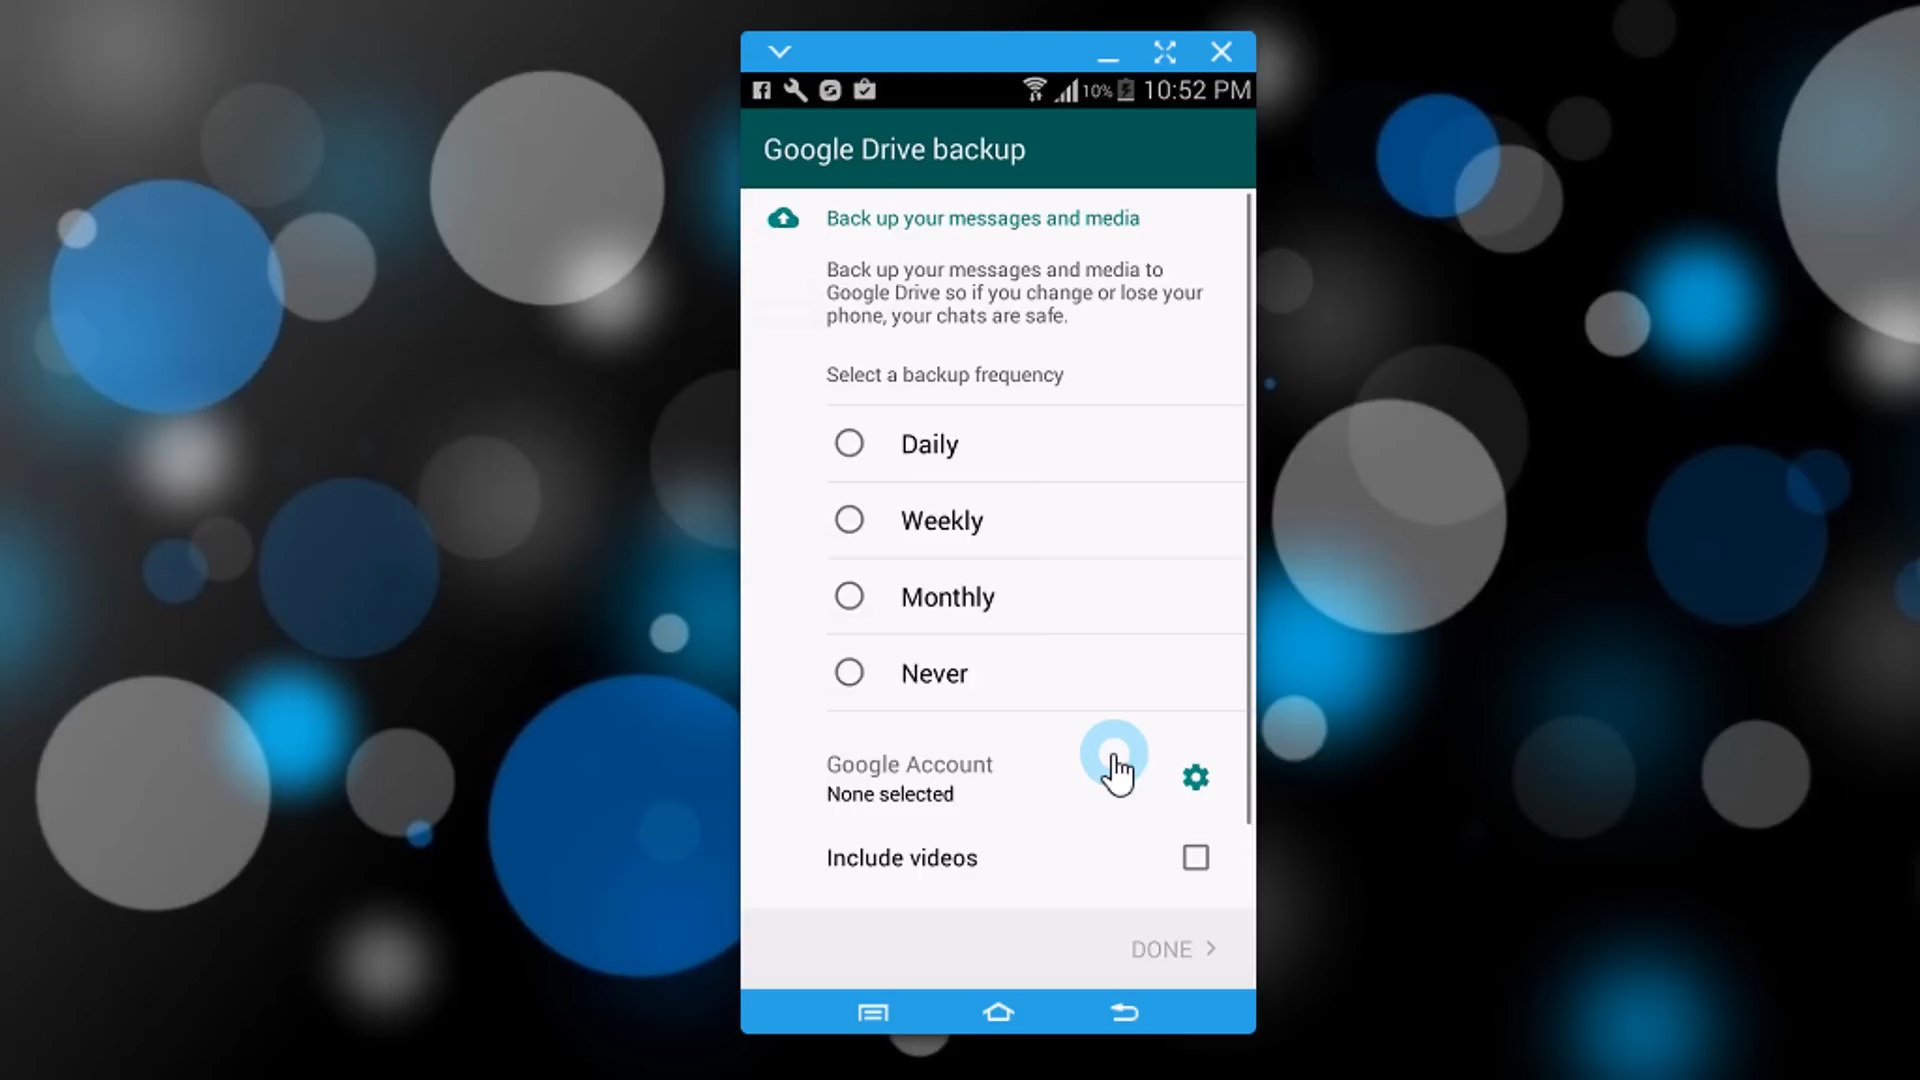 10% 10:52 PM
Google Drive backup
Back up your messages and media
Back up your messages and media to
Google Drive so if you change or lose your
phone, your chats are safe.
Select a backup frequency
Daily
Weekly
Monthly
Never
Google Account
None selected
Include videos
DONE